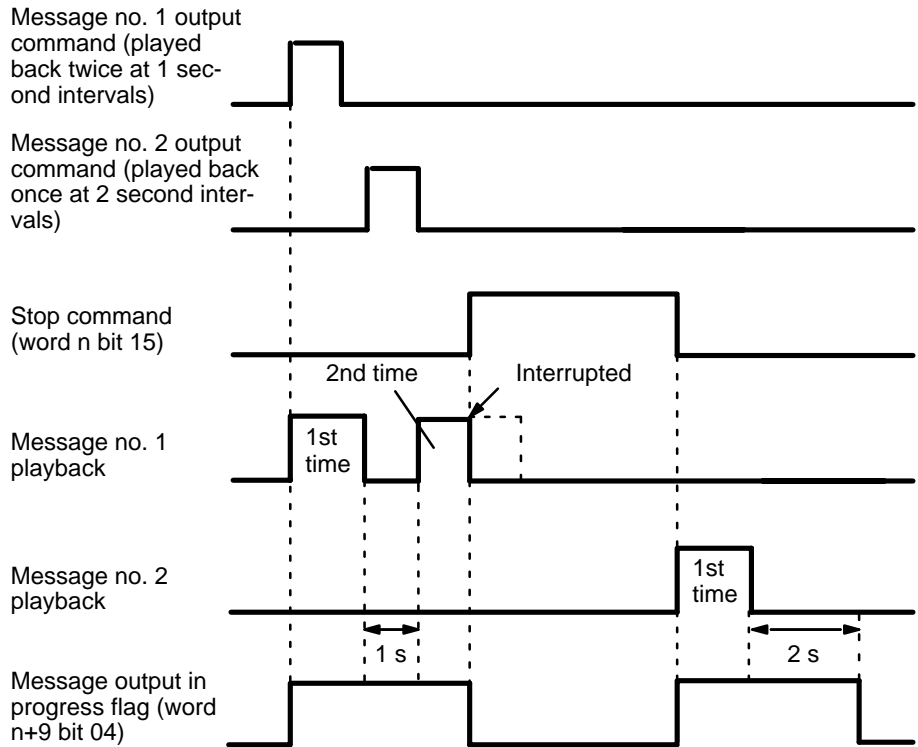 Message no. 1 output
command (played
back twice at 1 sec-
ond intervals)
Message no. 2 output
command (played back
once at 2 second inter-
vals)
Stop command
(word n bit 15)
2nd time
Interrupted
Message no. 1
playback
1st
time
Message no. 2
playback
1st
time
1 s
2 s
Message output in
progress flag (word
n+9 bit 04)